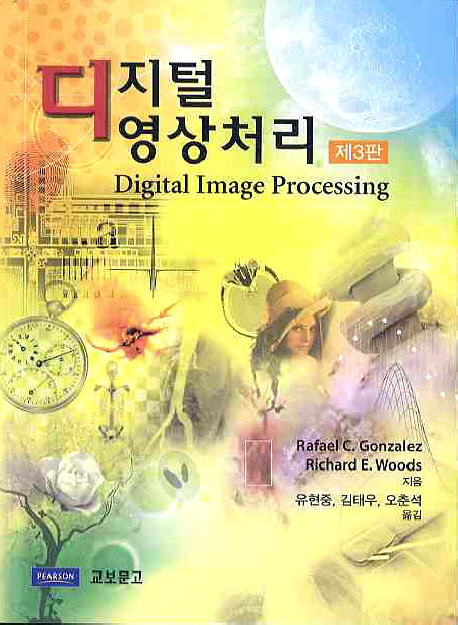 디지털
영상처리 제3판
Digital Image Processing
a
Rafael C. Gonzalez
Richard E. Woods
지음
유현중, 김태우, 오춘석
옮김
PEARSON 교보문고